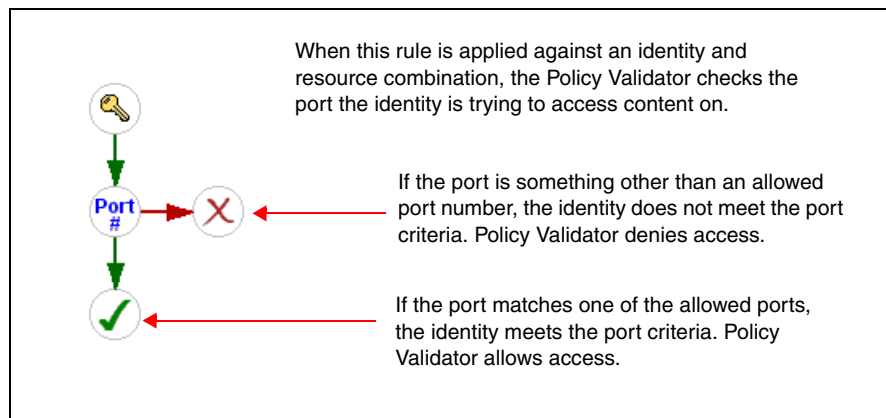 When this rule is applied against an identity and
resource combination, the Policy Validator checks the
port the identity is trying to access content on.
Port
#
If the port is something other than an allowed
port number, the identity does not meet the port
criteria. Policy Validator denies access.
If the port matches one of the allowed ports,
the identity meets the port criteria. Policy
Validator allows access.